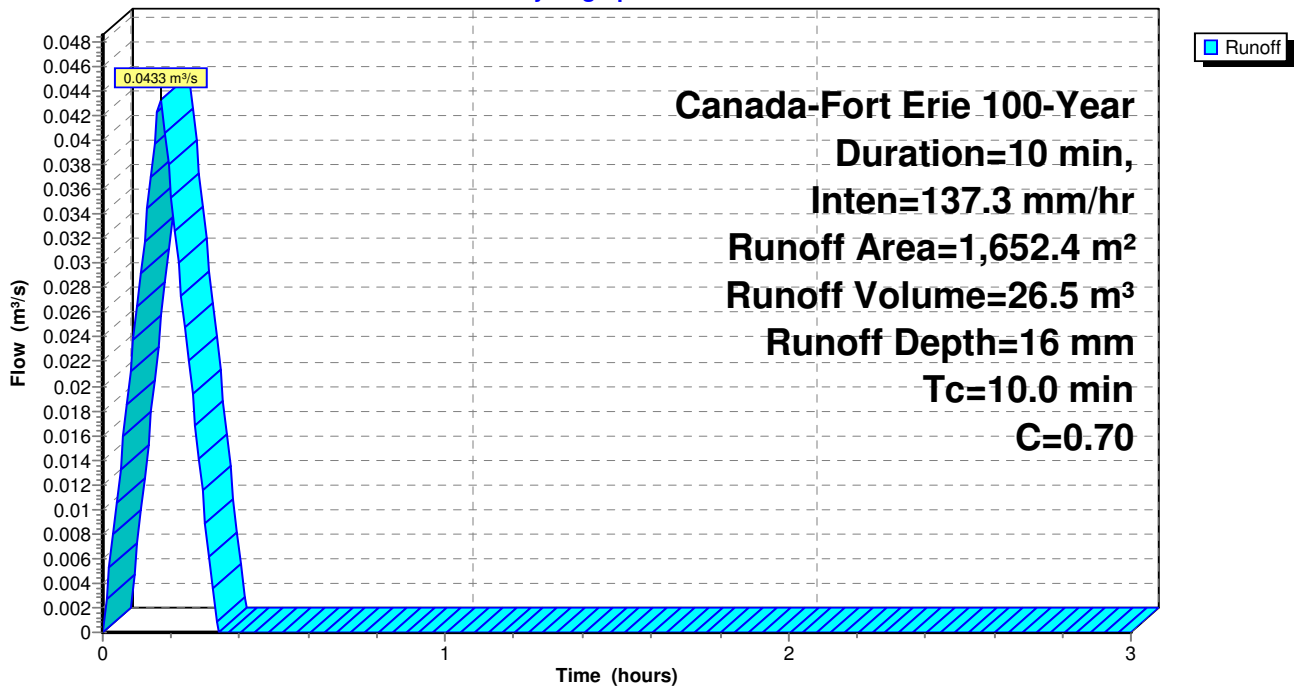 Runoff
0.048
0.046
0.044
0.042
0.04
0.038
0.036
0.034
0.032
0.03
0.028
0.026
0.024
0.022
0.02
0.018
0.016
0.014
0.012
0.01
0.008
0.006
0.004
0.002
0
Flow (m³/s)
0.0433 m³/s
Canada-Fort Erie 100-Year
Duration=10 min,
Inten=137.3 mm/hr
Runoff Area=1,652.4 m²
Runoff Volume=26.5 m³
Runoff Depth=16 mm
Tc=10.0 min
C=0.70
0 1 2 3
Time (hours)